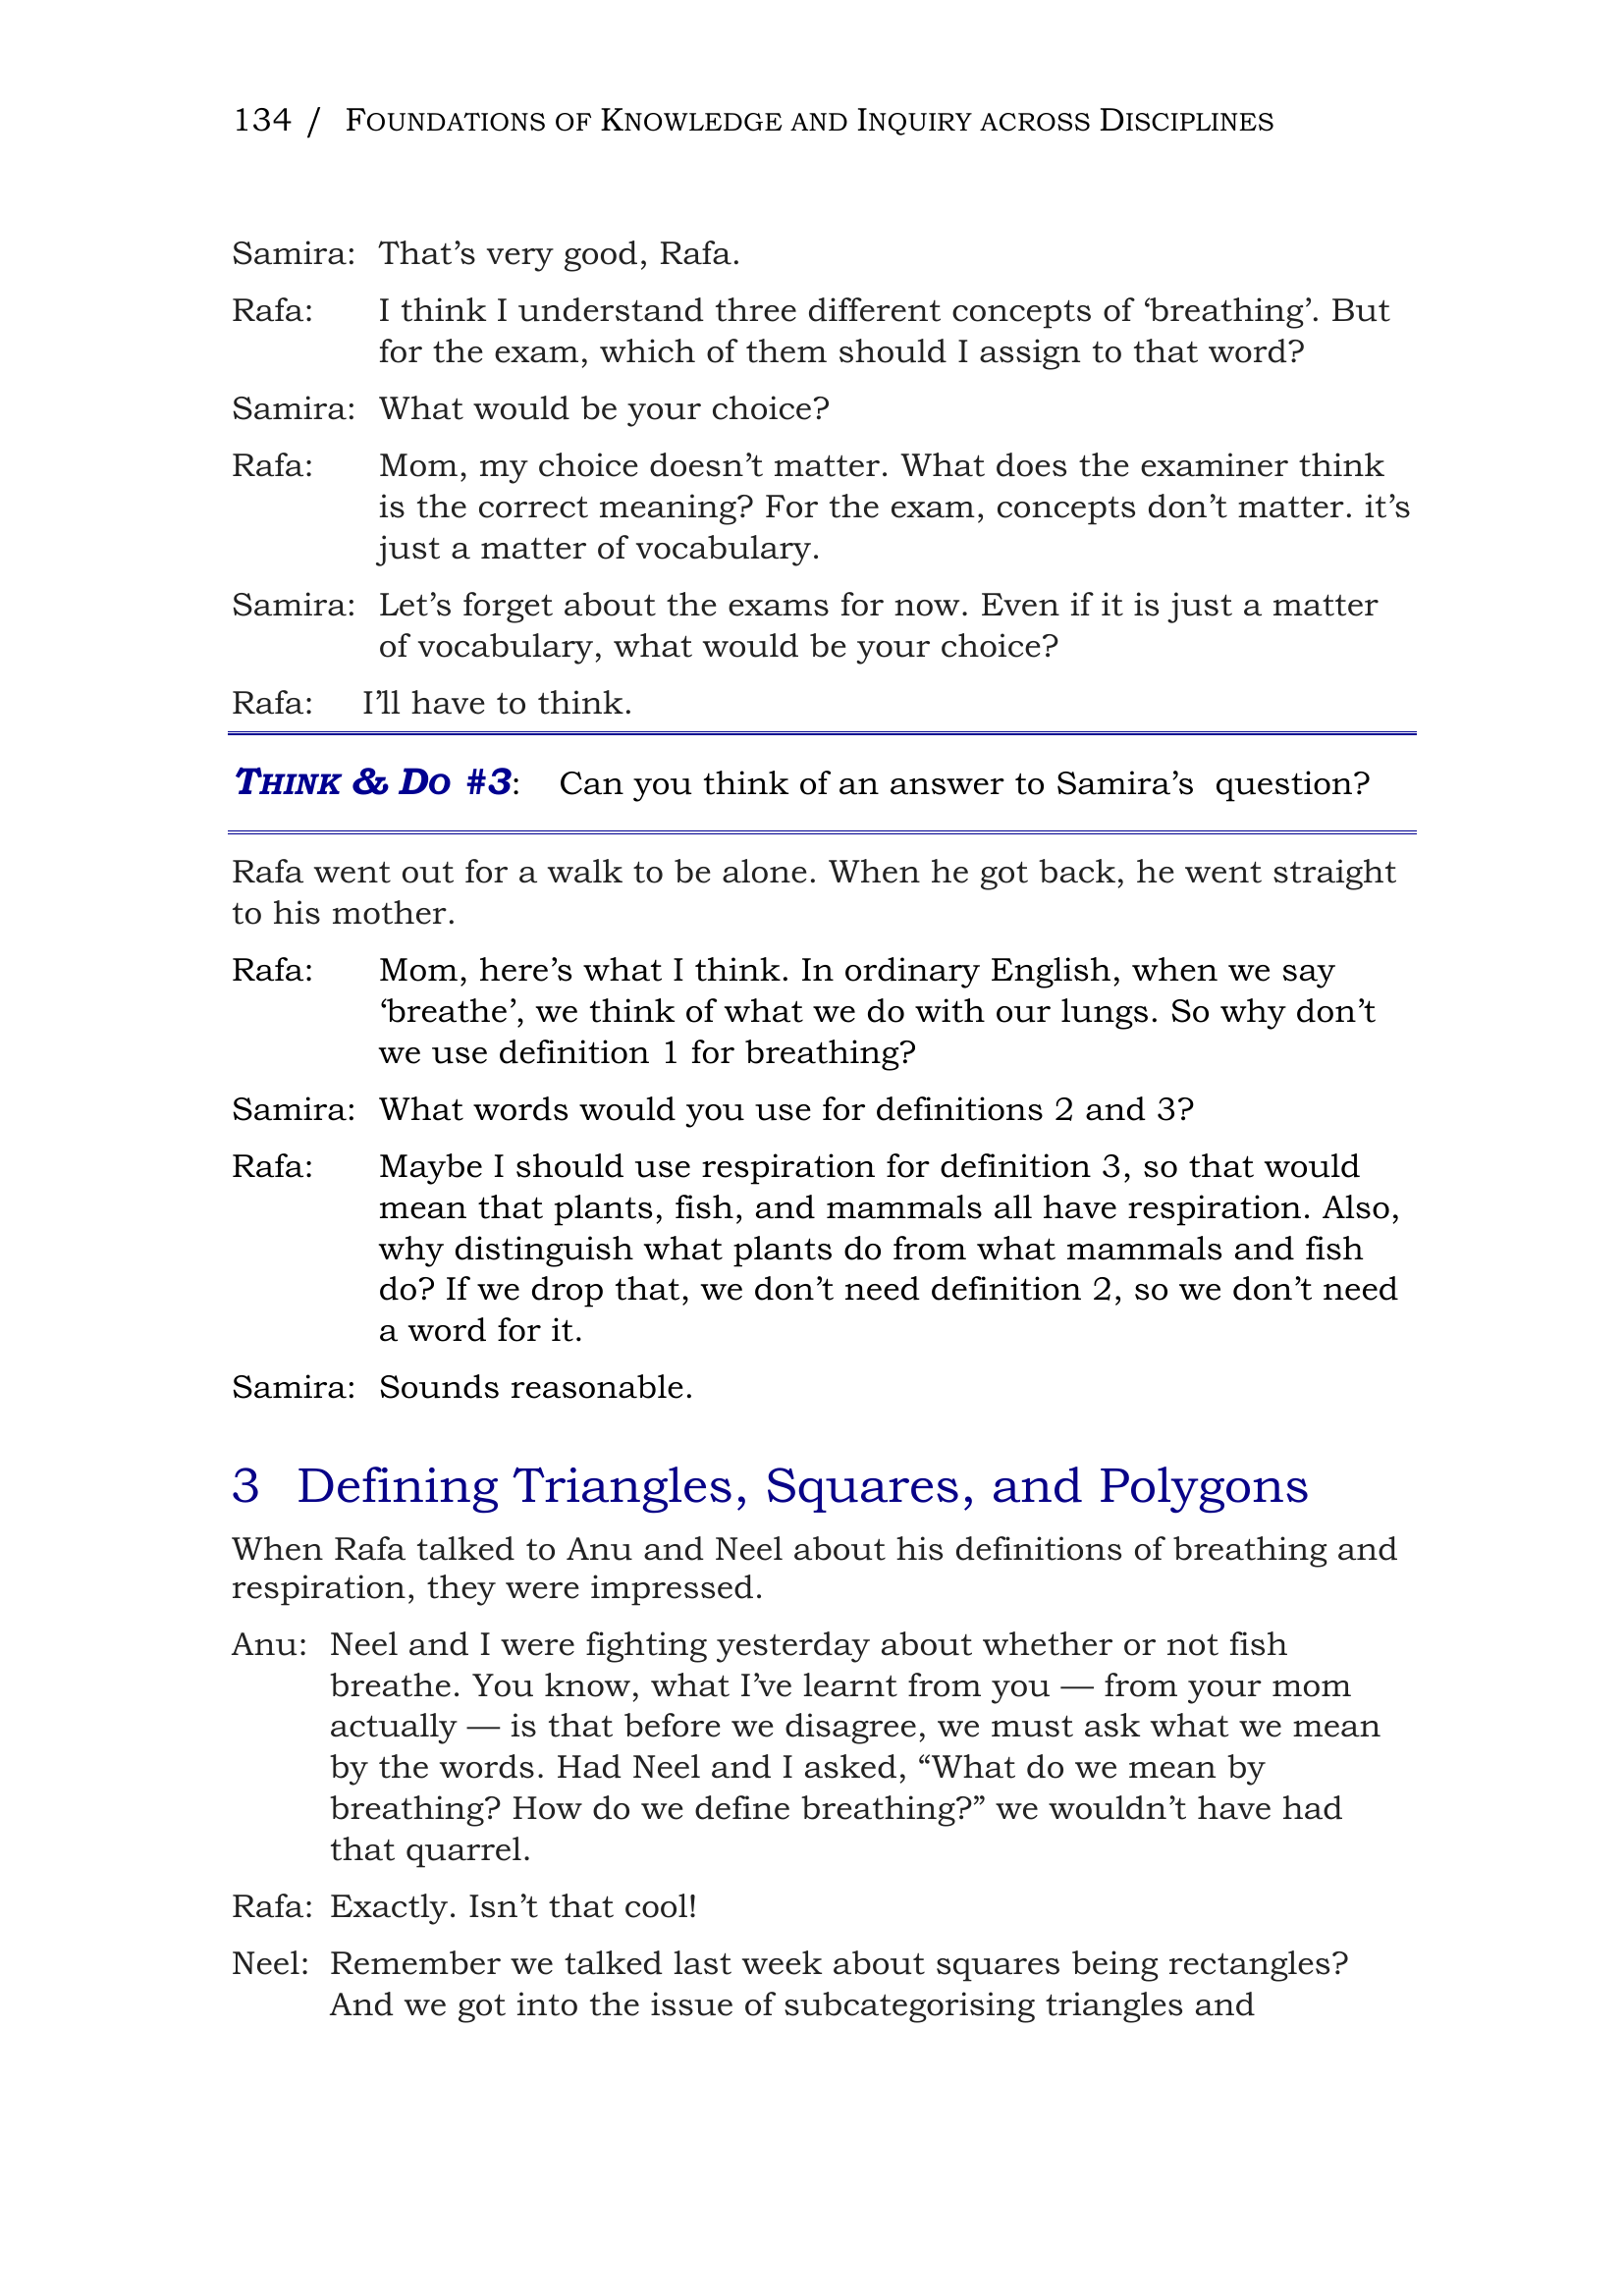 134 / FOUNDATIONS OF KNOWLEDGE AND INQUIRY ACROSS DISCIPLINES
Samira: That’s very good, Rafa.
Rafa: I think I understand three different concepts of ‘breathing’. But
for the exam, which of them should I assign to that word?
Samira: What would be your choice?
Rafa: Mom, my choice doesn’t matter. What does the examiner think
is the correct meaning? For the exam, concepts don’t matter. it’s
just a matter of vocabulary.
Samira: Let’s forget about the exams for now. Even if it is just a matter
of vocabulary, what would be your choice?
Rafa: I’ll have to think.
THINK & DO #3: Can you think of an answer to Samira’s question?
Rafa went out for a walk to be alone. When he got back, he went straight
to his mother.
Rafa: Mom, here’s what I think. In ordinary English, when we say
‘breathe’, we think of what we do with our lungs. So why don’t
we use definition 1 for breathing?
Samira: What words would you use for definitions 2 and 3?
Rafa: Maybe I should use respiration for definition 3, so that would
mean that plants, fish, and mammals all have respiration. Also,
why distinguish what plants do from what mammals and fish
do? If we drop that, we don’t need definition 2, so we don’t need
a word for it.
Samira: Sounds reasonable.
3 Defining Triangles, Squares, and Polygons
When Rafa talked to Anu and Neel about his definitions of breathing and
respiration, they were impressed.
Anu: Neel and I were fighting yesterday about whether or not fish
breathe. You know, what I’ve learnt from you — from your mom
actually — is that before we disagree, we must ask what we mean
by the words. Had Neel and I asked, “What do we mean by
breathing? How do we define breathing?” we wouldn’t have had
that quarrel.
Rafa: Exactly. Isn’t that cool!
Neel: Remember we talked last week about squares being rectangles?
And we got into the issue of subcategorising triangles and